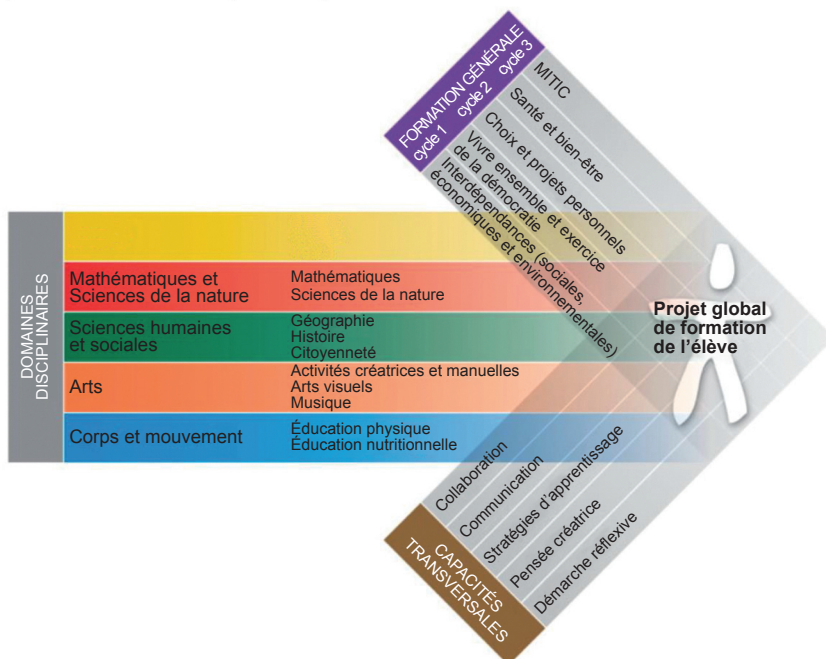 FORMATION GÉNÉRALE
cycle 1 cycle 2 cycle 3
MITIC
Santé et bien-être
Choix et projets personnels
Vivre ensemble et exercice
de la démocratie
Interdépendances (sociales,
économiques et environnementales)
DOMAINES
DISCIPLINAIRES
Mathématiques et
Sciences de la nature
Mathématiques
Sciences de la nature
Sciences humaines
et sociales
Géographie
Histoire
Citoyenneté
Arts
Activités créatrices et manuelles
Arts visuels
Musique
Corps et mouvement
Éducation physique
Éducation nutritionnelle
Projet global
de formation
de l'élève
CAPACITÉS
TRANSVERSALES
Collaboration
Communication
Stratégies d'apprentissage
Pensée créatrice
Démarche réflexive